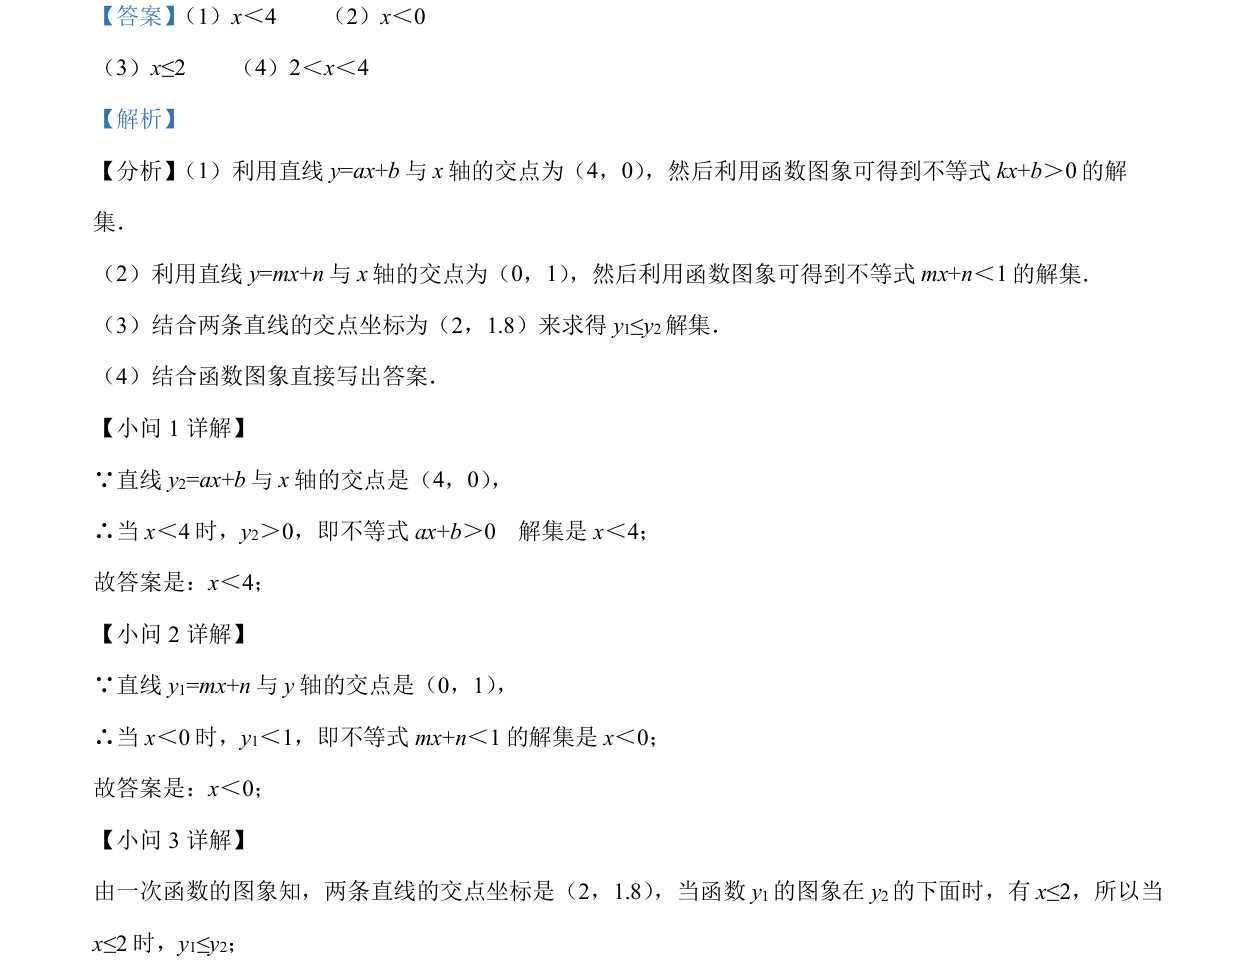 【答案】（1）x＜4 （2）x＜0
（3）x≤2 （4）2＜x＜4
【解析】
【分析】（1）利用直线 y=ax+b 与 x 轴的交点为（4，0），然后利用函数图象可得到不等式 kx+b＞0 的解
集．
（2）利用直线 y=mx+n 与 x 轴的交点为（0，1），然后利用函数图象可得到不等式 mx+n＜1 的解集．
（3）结合两条直线的交点坐标为（2，1.8）来求得 y1≤y2 解集．
（4）结合函数图象直接写出答案．
【小问 1 详解】
∵直线 y2=ax+b 与 x 轴的交点是（4，0），
∴当 x＜4 时，y2＞0，即不等式 ax+b＞0 解集是 x＜4；
故答案是：x＜4；
【小问 2 详解】
∵直线 y1=mx+n 与 y 轴的交点是（0，1），
∴当 x＜0 时，y1＜1，即不等式 mx+n＜1 的解集是 x＜0；
故答案是：x＜0；
【小问 3 详解】
由一次函数的图象知，两条直线的交点坐标是（2，1.8），当函数 y1 的图象在 y2 的下面时，有 x≤2，所以当
x≤2 时，y1≤y2；